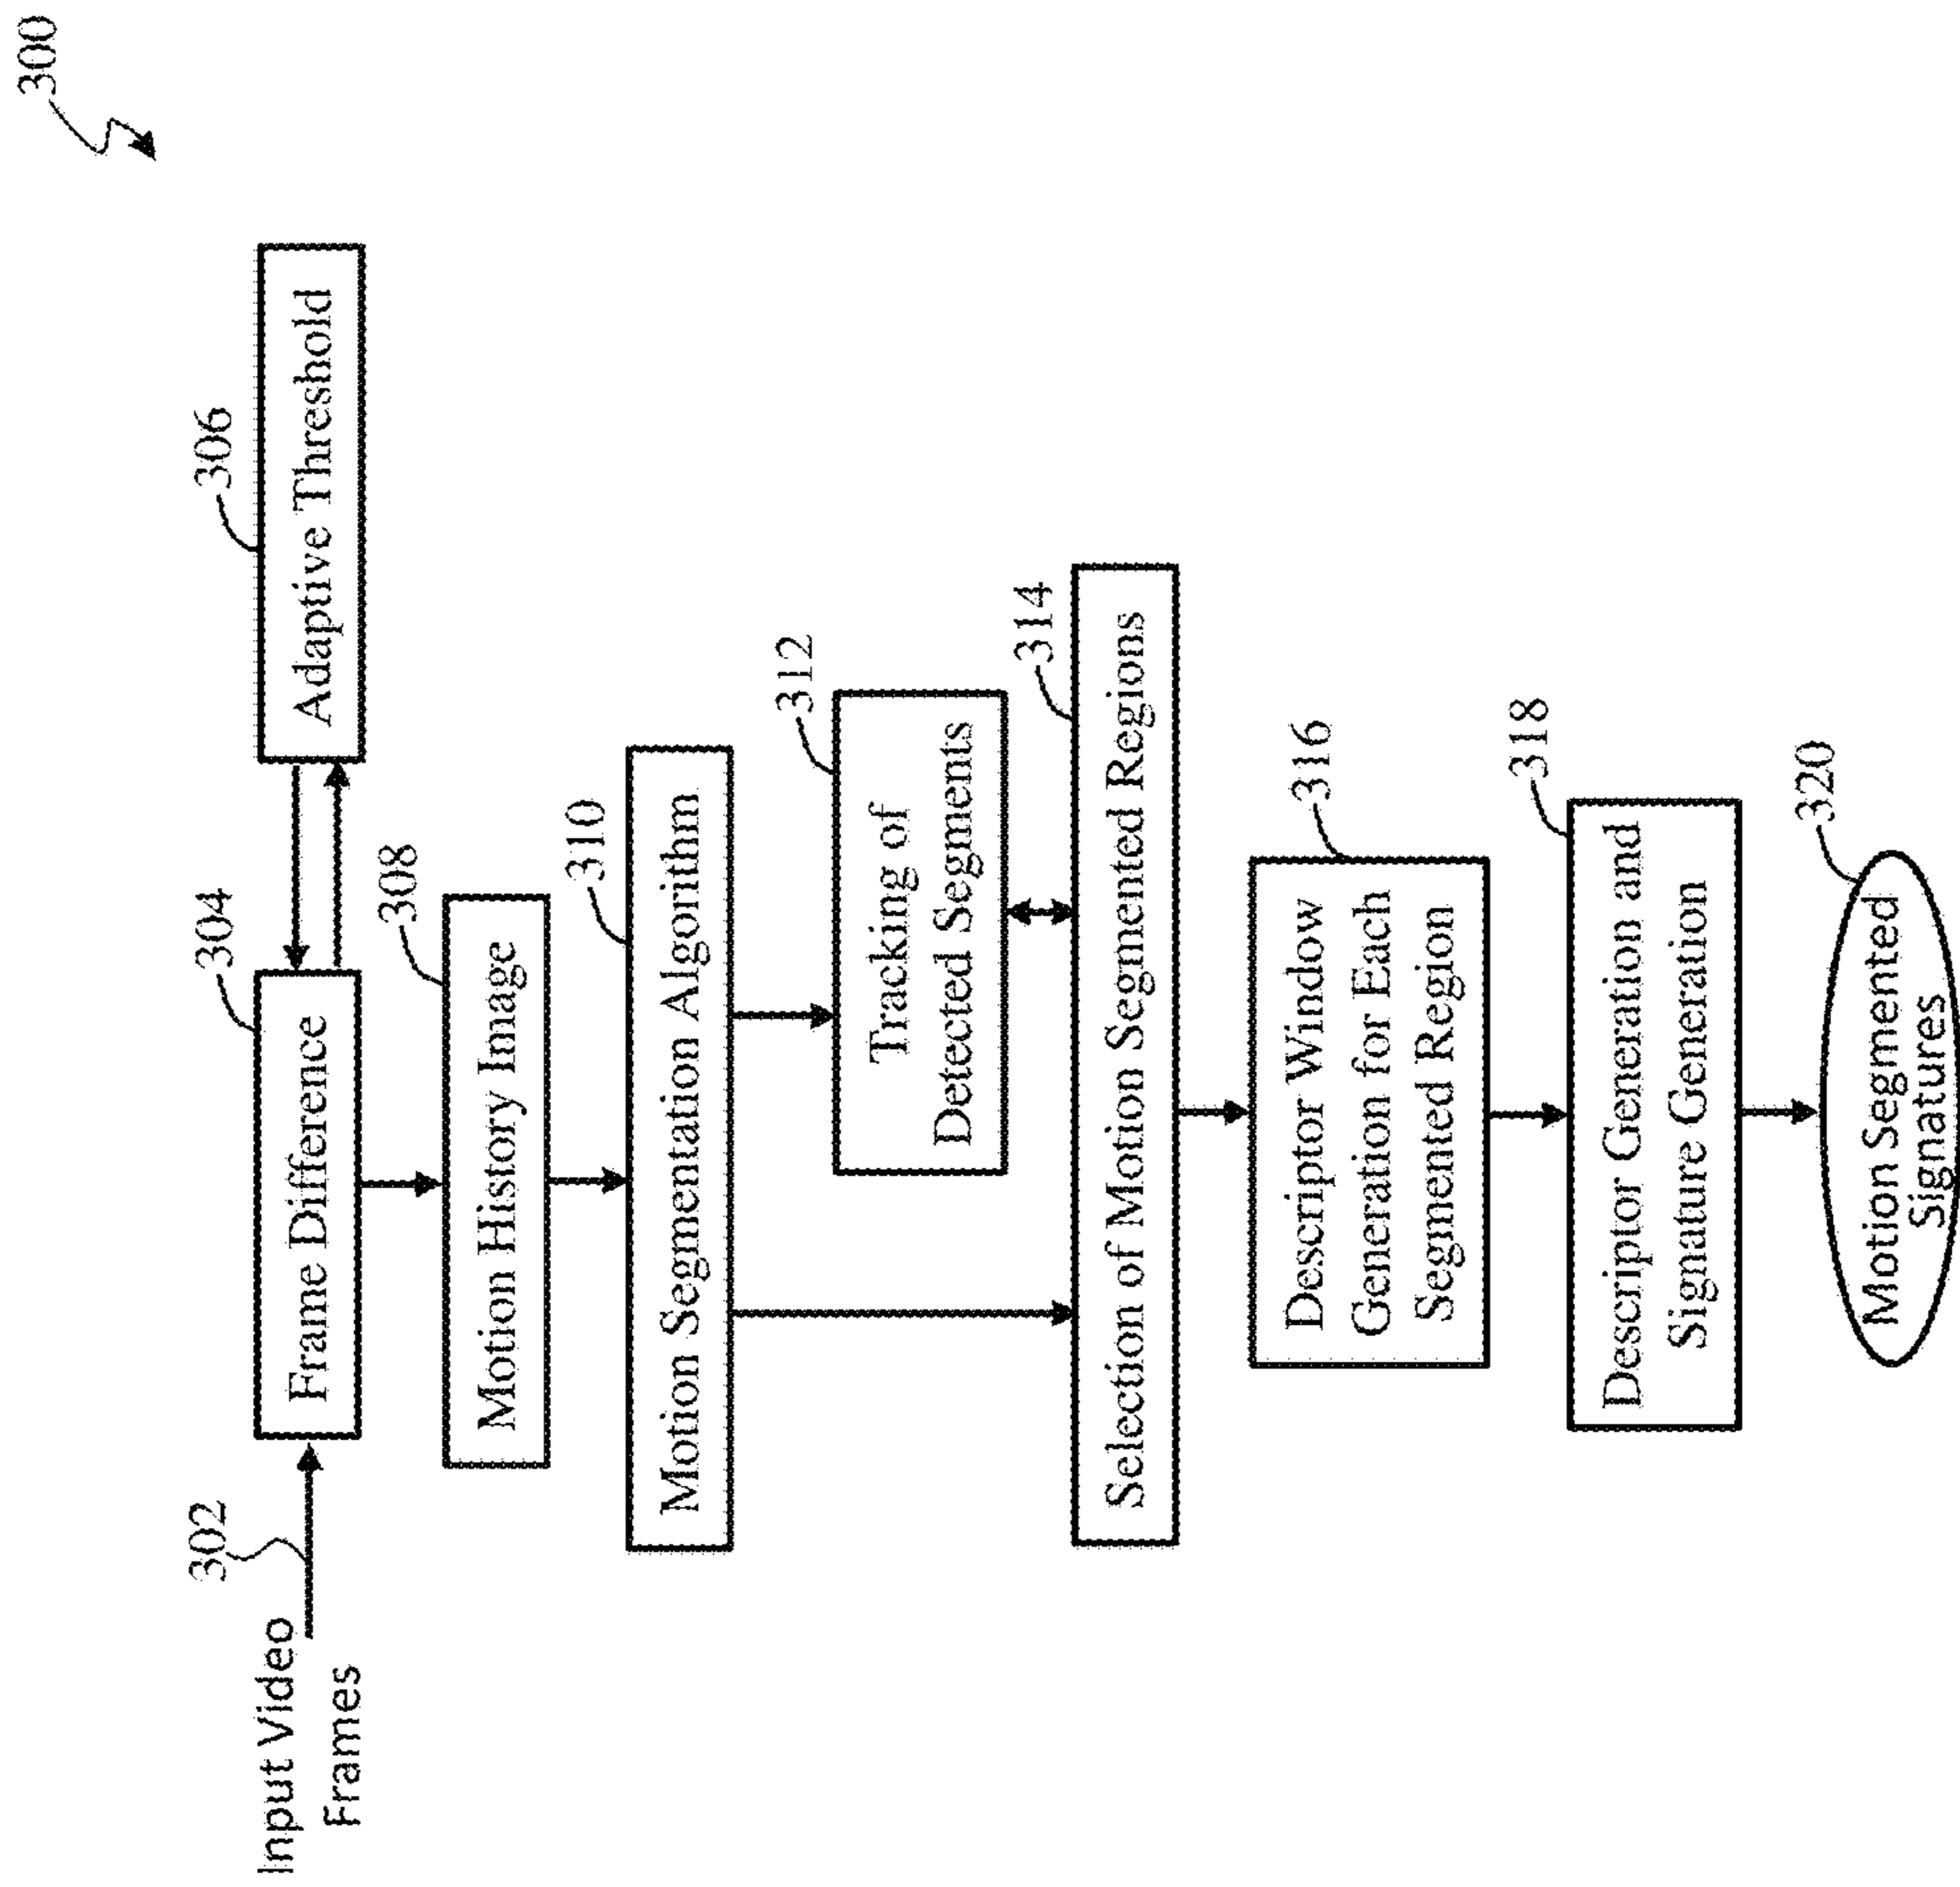 300
Input Video
Frames
302
304
Frame Difference
306
Adaptive Threshold
308
Motion History Image
310
Motion Segmentation Algorithm
312
Tracking of
Detected Segments
314
Selection of Motion Segmented Regions
316
Descriptor Window
Generation for Each
Segmented Region
318
Descriptor Generation and
Signature Generation
320
Motion Segmented
Signatures